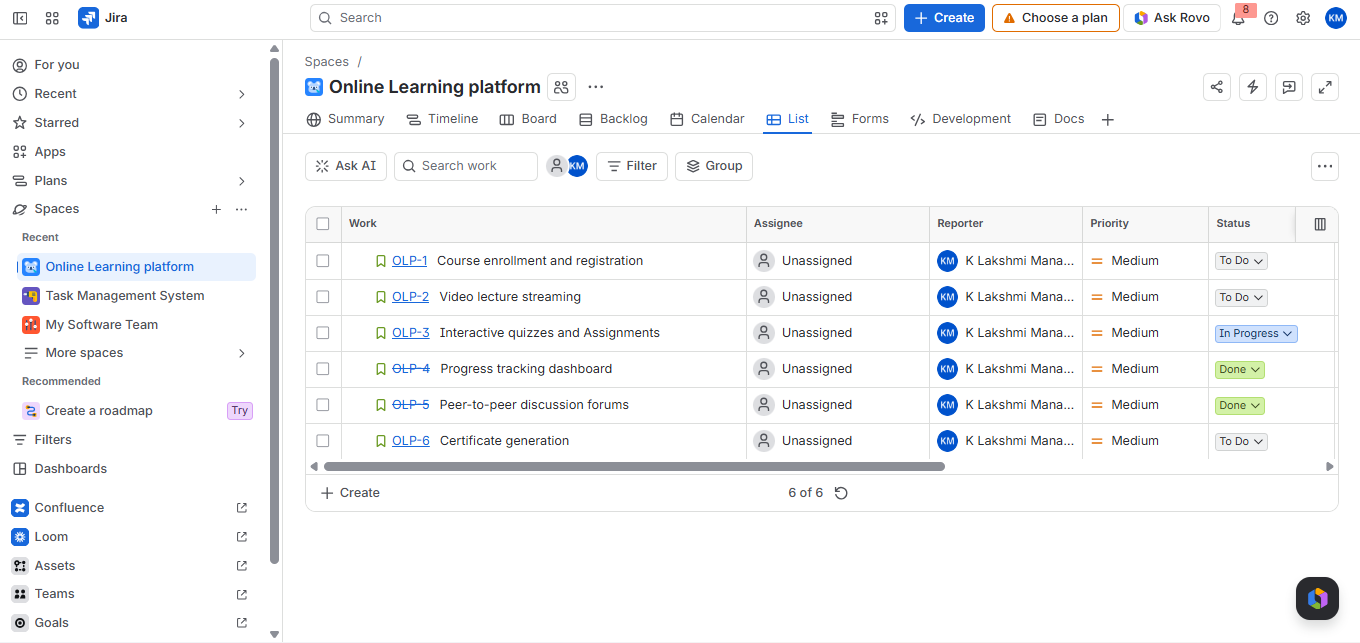 Jira
Search
Create
Choose a plan
Ask Rovo
8
KM
For you
Recent
Starred
Apps
Plans
Spaces
Recent
Online Learning platform
Task Management System
My Software Team
More spaces
Recommended
Create a roadmap Try
Filters
Dashboards
Confluence
Loom
Assets
Teams
Goals
Spaces /
Online Learning platform
Summary Timeline Board Backlog Calendar List Forms Development Docs
Ask AI Search work KM Filter Group
Work Assignee Reporter Priority Status
OLP-1 Course enrollment and registration Unassigned KM K Lakshmi Mana... Medium To Do
OLP-2 Video lecture streaming Unassigned KM K Lakshmi Mana... Medium To Do
OLP-3 Interactive quizzes and Assignments Unassigned KM K Lakshmi Mana... Medium In Progress
OLP-4 Progress tracking dashboard Unassigned KM K Lakshmi Mana... Medium Done
OLP-5 Peer-to-peer discussion forums Unassigned KM K Lakshmi Mana... Medium Done
OLP-6 Certificate generation Unassigned KM K Lakshmi Mana... Medium To Do
Create 6 of 6